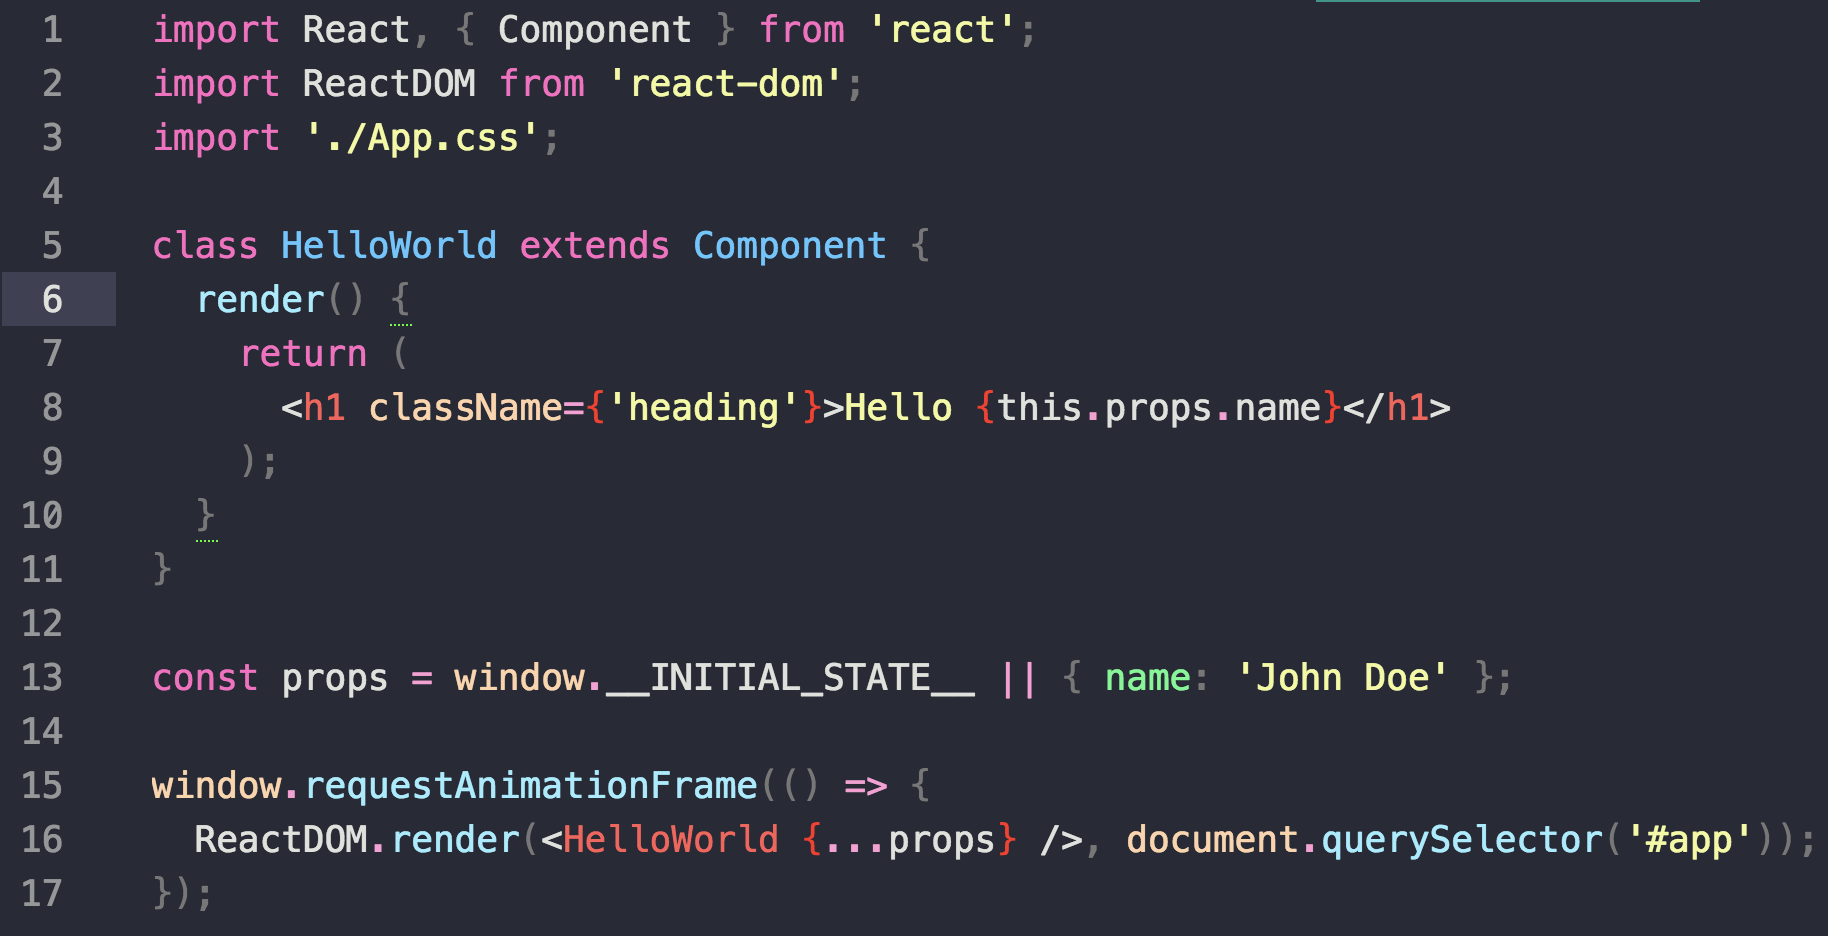 1 import React, { Component } from 'react';
2 import ReactDOM from 'react-dom';
3 import './App.css';
4
5 class HelloWorld extends Component {
6   render() {
7     return (
8       <h1 className={'heading'}>Hello {this.props.name}</h1>
9     );
10   }
11 }
12
13 const props = window.__INITIAL_STATE__ || { name: 'John Doe' };
14
15 window.requestAnimationFrame(() => {
16   ReactDOM.render(<HelloWorld {...props} />, document.querySelector('#app'));
17 });